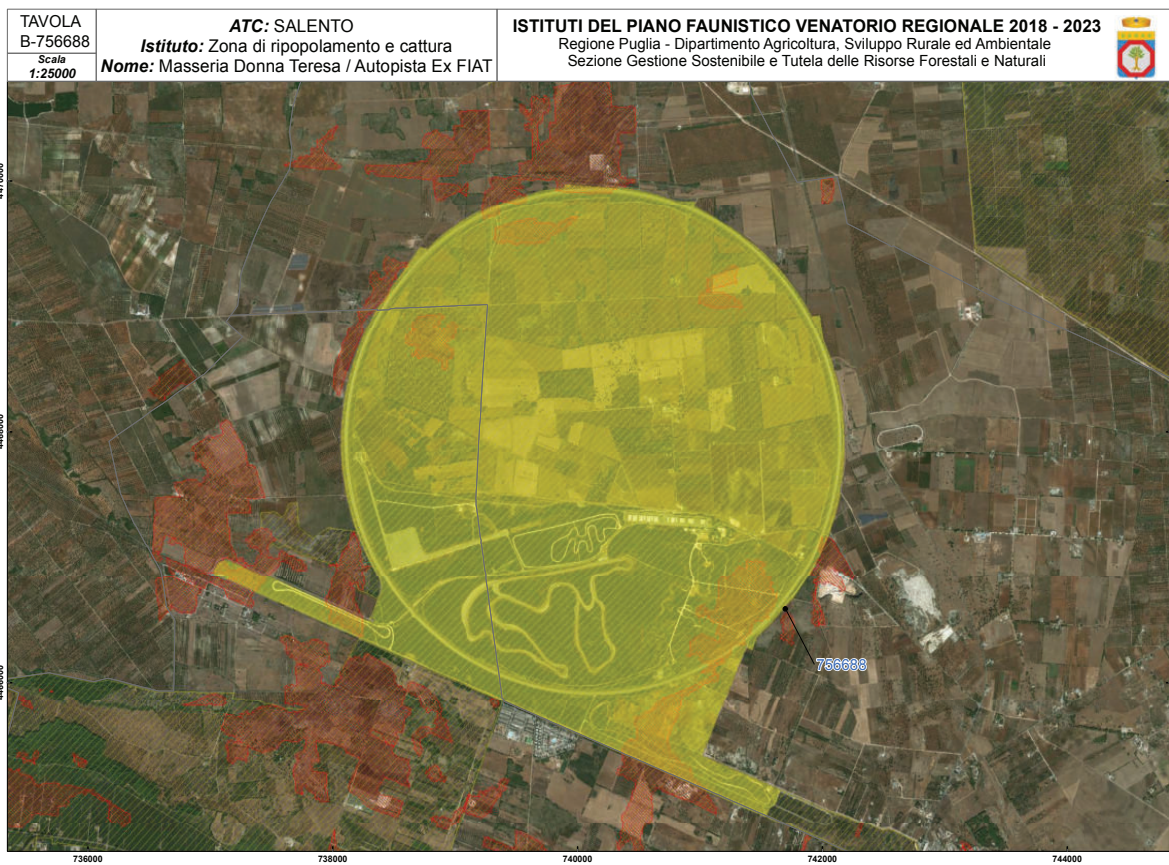 TAVOLA
B-756688
Scala
1:25000
ATC: SALENTO
Istituto: Zona di ripopolamento e cattura
Nome: Masseria Donna Teresa / Autopista Ex FIAT
ISTITUTI DEL PIANO FAUNISTICO VENATORIO REGIONALE 2018 - 2023
Regione Puglia - Dipartimento Agricoltura, Sviluppo Rurale ed Ambientale
Sezione Gestione Sostenibile e Tutela delle Risorse Forestali e Naturali
756688
736000
738000
740000
742000
744000